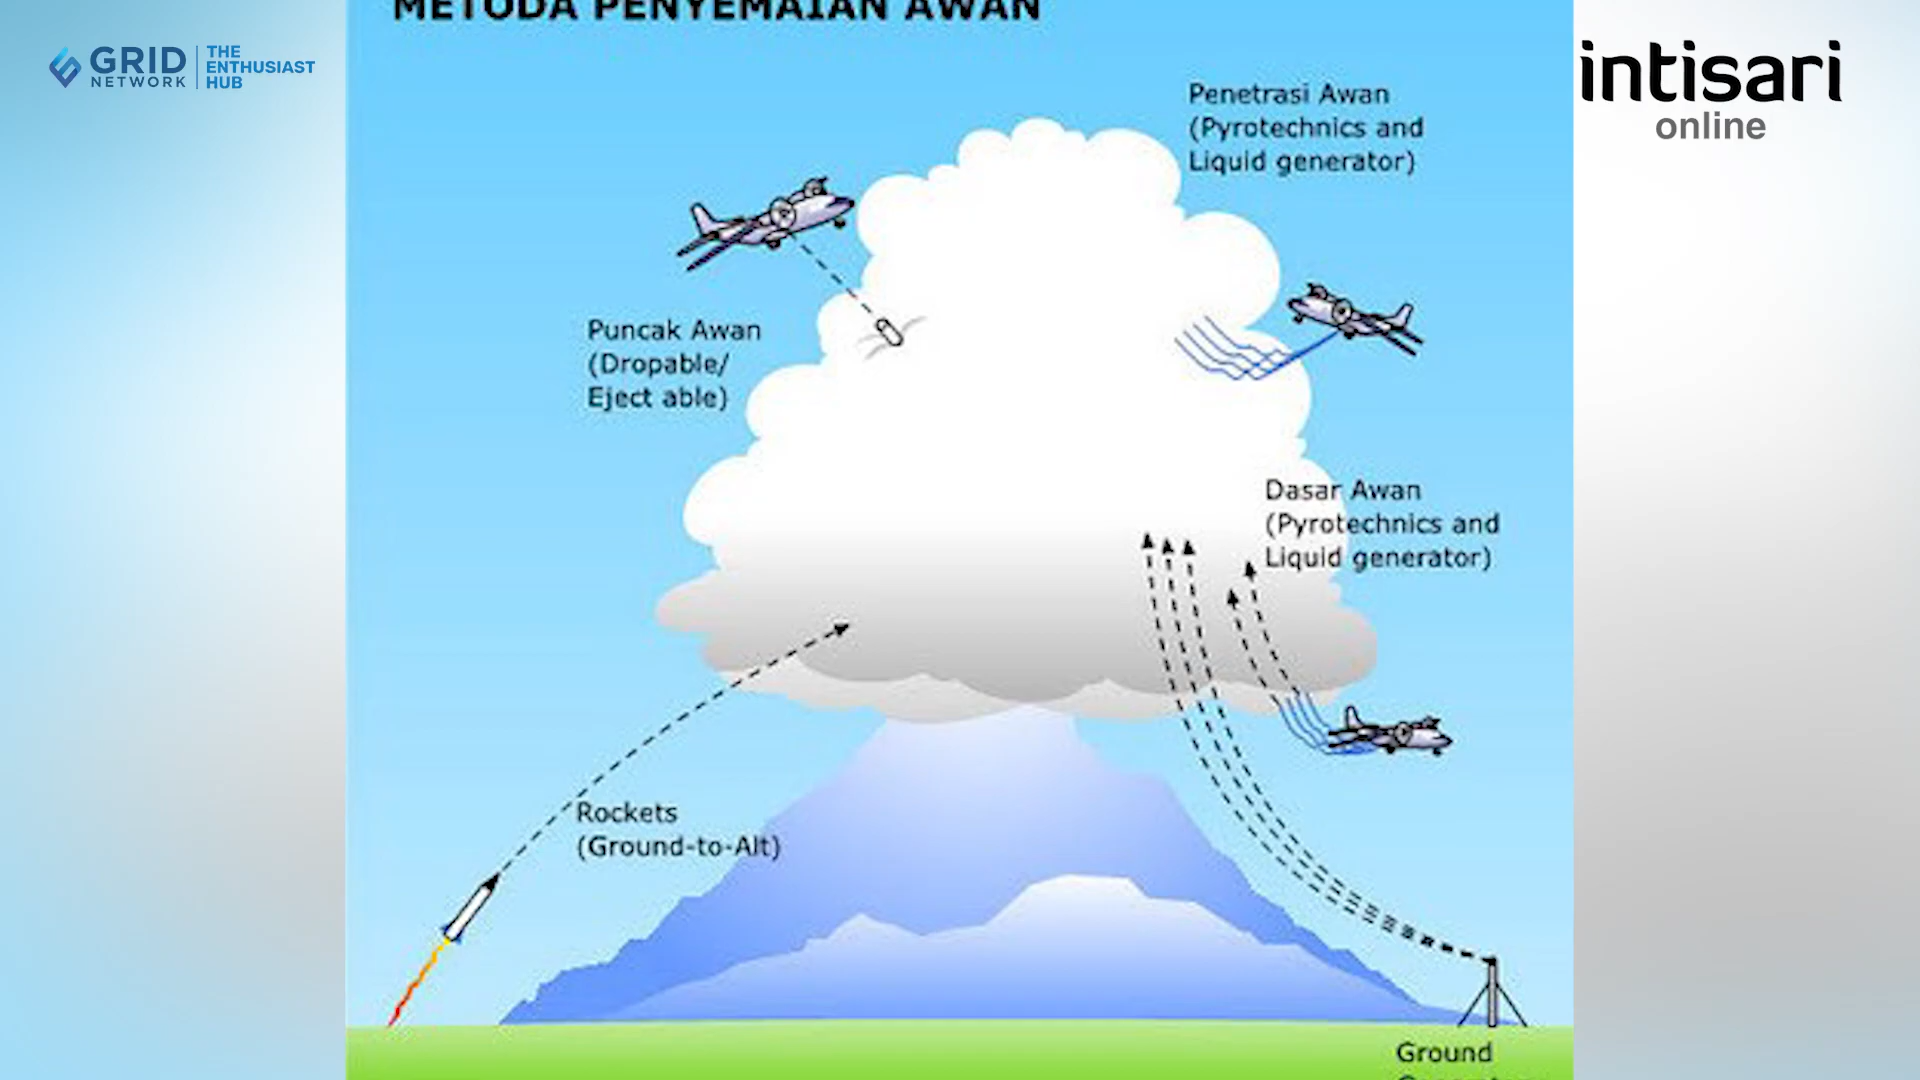 METODA PENYEMAIAN AWAN
GRID
NETWORK
THE
ENTHUSIAST
HUB
intisari
online
Penetrasi Awan
(Pyrotechnics and
Liquid generator)
Puncak Awan
(Dropable/
Eject able)
Dasar Awan
(Pyrotechnics and
Liquid generator)
Rockets
(Ground-to-Alt)
Ground